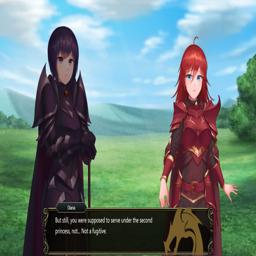 Diana
But still, you were supposed to serve under the second
princess, not... Not a fugitive.